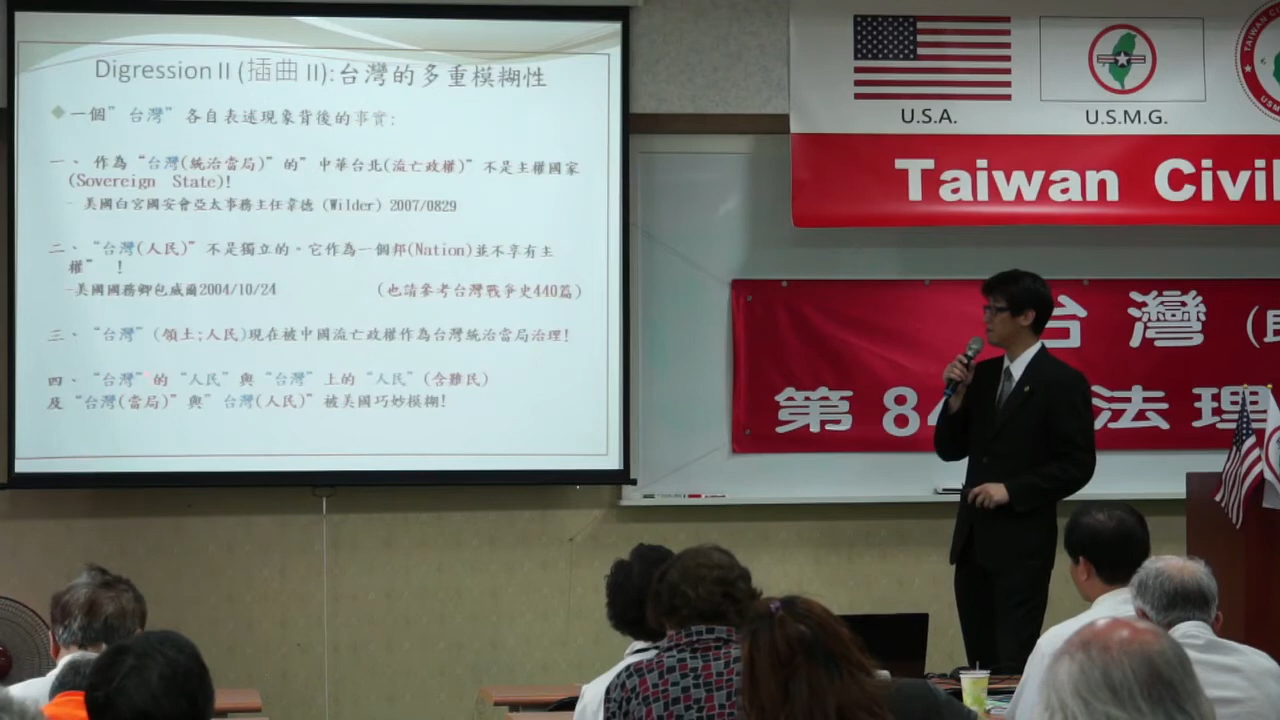 Digression II (插曲 II):台灣的多重模糊性
一個”台灣”各自表述現象背後的事實:
一、 作為“台灣(統治當局)”的”中華台北(流亡政權)”不是主權國家
(Sovereign State)!
- 美國白宮國安會亞太事務主任韋德 (Wilder) 2007/0829
二、“台灣(人民)”不是獨立的。它作為一個邦(Nation)並不享有主
權” !
-美國國務卿包威爾2004/10/24 (也請參考台灣戰爭史440篇)
三、“台灣”(領土;人民)現在被中國流亡政權作為台灣統治當局治理!
四、“台灣”的“人民”與“台灣”上的“人民”(含難民)
及“台灣(當局)”與”台灣(人民)”被美國巧妙模糊!
U.S.A.
U.S.M.G.
TAIWAN
Taiwan Civil
台灣
第 84 法理